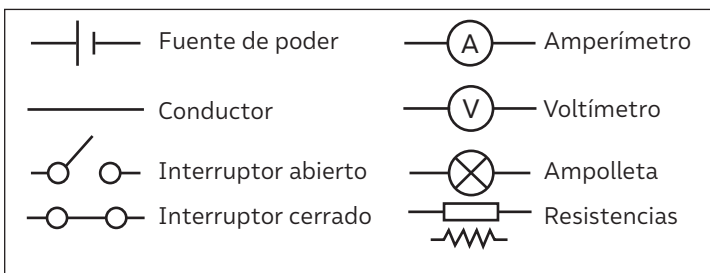 Fuente de poder
A Amperímetro
Conductor
V Voltímetro
Interruptor abierto
Ampolleta
Interruptor cerrado
Resistencias